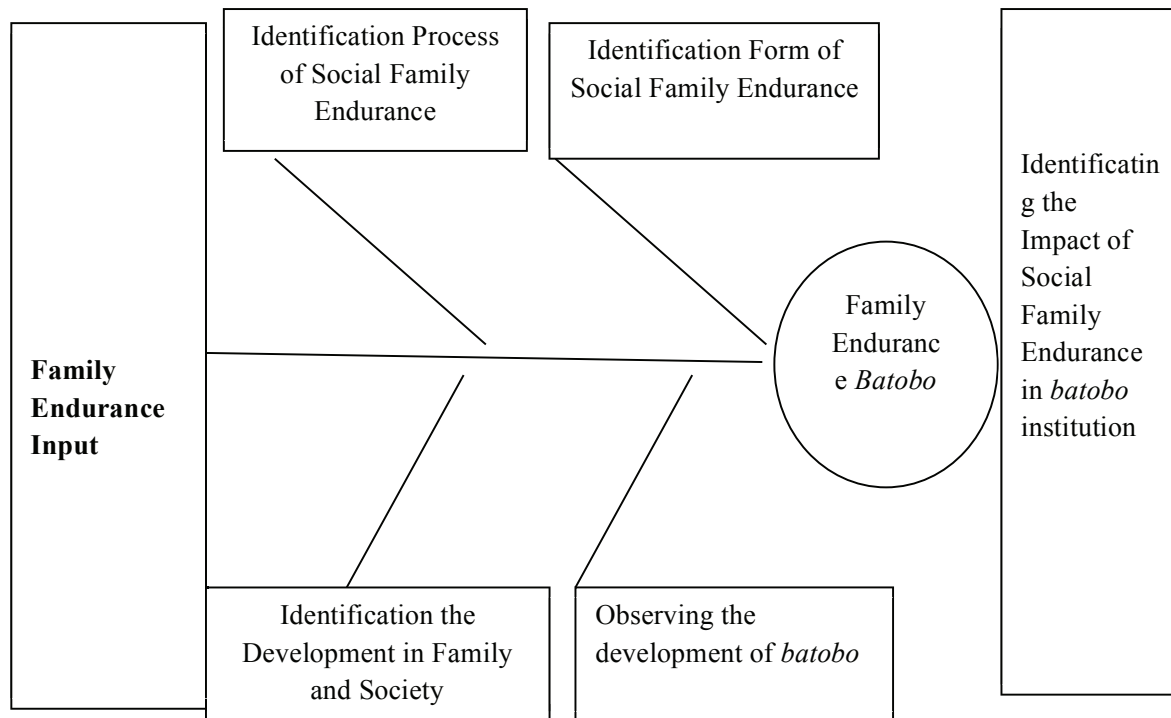 Identification Process
of Social Family
Endurance
Identification Form of
Social Family Endurance
Identificatin
g the
Impact of
Social
Family
Endurance
in batobo
institution
Family
Enduranc
e Batobo
Family
Endurance
Input
Identification the
Development in Family
and Society
Observing the
development of batobo